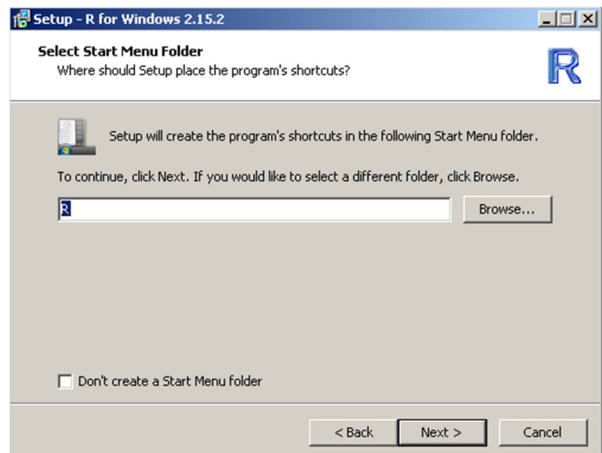 Setup - R for Windows 2.15.2
Select Start Menu Folder
Where should Setup place the program's shortcuts?
R
Setup will create the program's shortcuts in the following Start Menu folder.
To continue, click Next. If you would like to select a different folder, click Browse.
R
Browse...
Don't create a Start Menu folder
< Back
Next >
Cancel